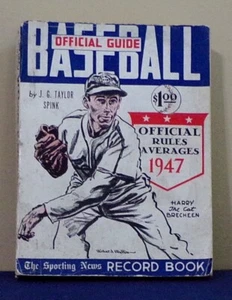 OFFICIAL GUIDE
BASEBALL
by J. G. TAYLOR
SPINK
$1.00
OFFICIAL
RULES
AVERAGES
1947
HARRY
The Cat
BRECHEEN
The Sporting News RECORD BOOK